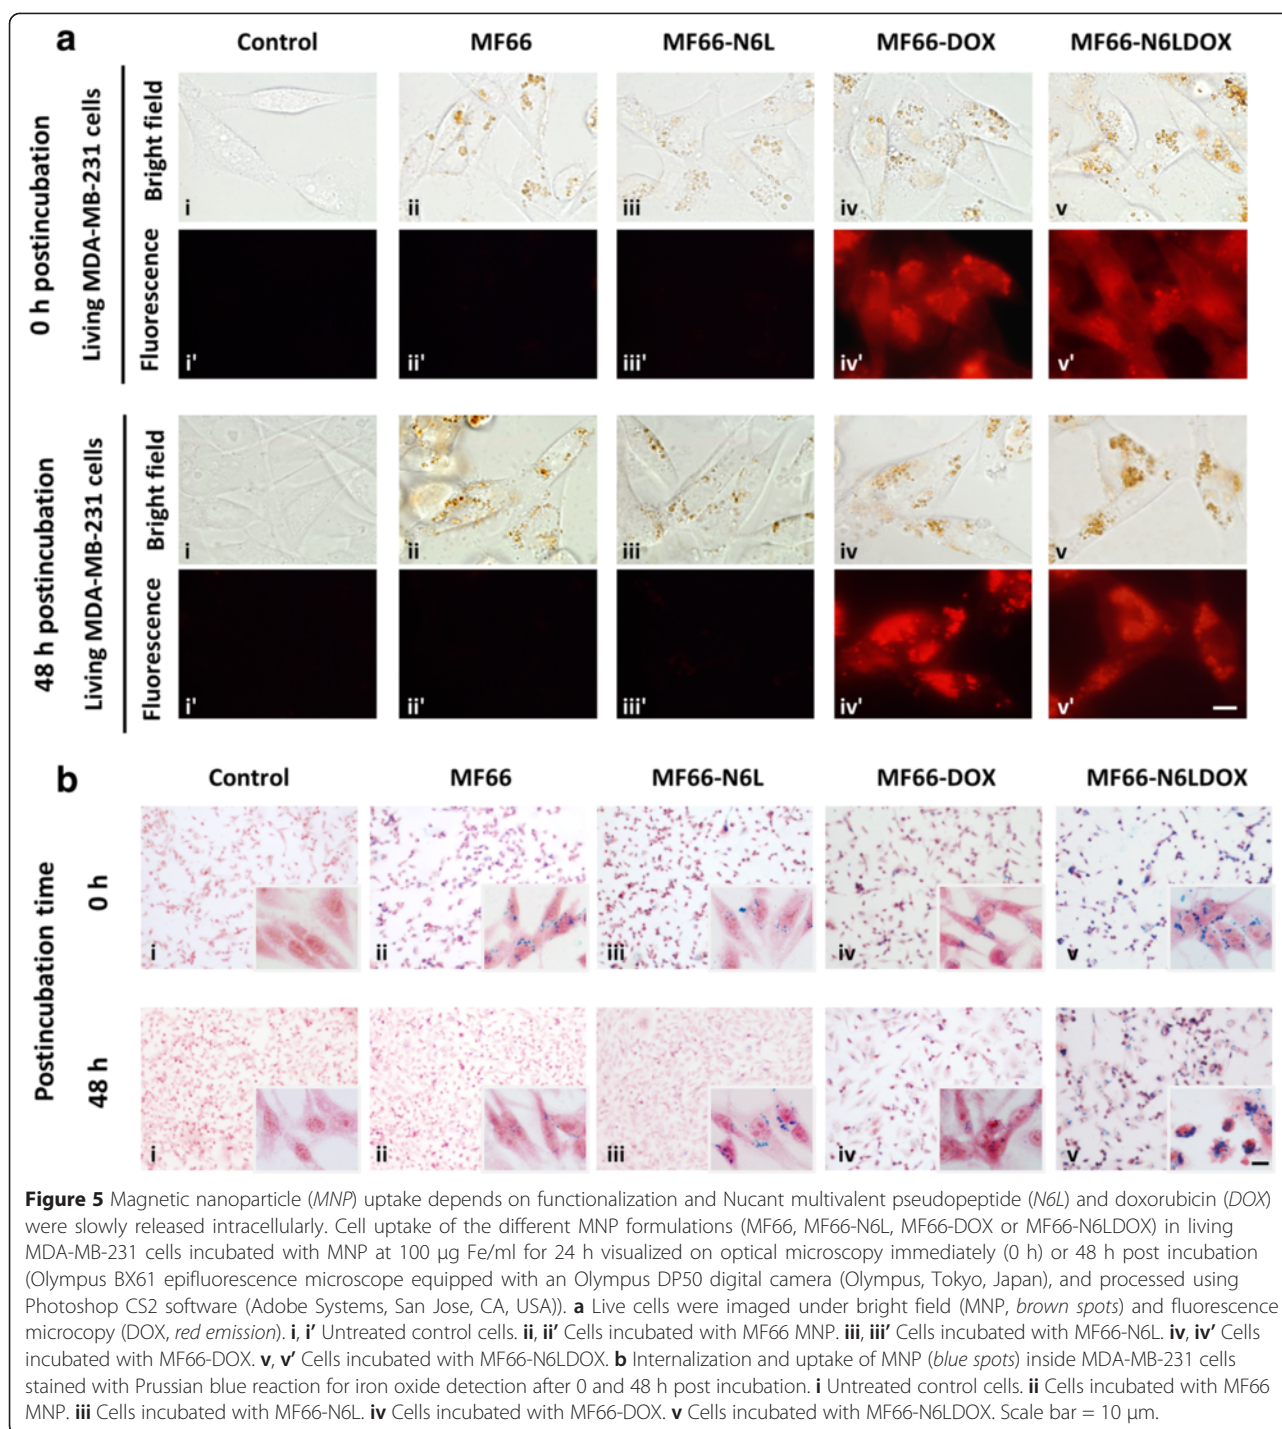 a
Control MF66 MF66-N6L MF66-DOX MF66-N6LDOX
0 h postincubation
Living MDA-MB-231 cells
Bright field
i ii iii iv v
Fluorescence
i' ii' iii' iv' v'
48 h postincubation
Living MDA-MB-231 cells
Bright field
i ii iii iv v
Fluorescence
i' ii' iii' iv' v'
b
Control MF66 MF66-N6L MF66-DOX MF66-N6LDOX
Postincubation time
0 h
i ii iii iv v
48 h
i ii iii iv v
Figure 5 Magnetic nanoparticle (MNP) uptake depends on functionalization and Nucant multivalent pseudopeptide (N6L) and doxorubicin (DOX)
were slowly released intracellularly. Cell uptake of the different MNP formulations (MF66, MF66-N6L, MF66-DOX or MF66-N6LDOX) in living
MDA-MB-231 cells incubated with MNP at 100 μg Fe/ml for 24 h visualized on optical microscopy immediately (0 h) or 48 h post incubation
(Olympus BX61 epifluorescence microscope equipped with an Olympus DP50 digital camera (Olympus, Tokyo, Japan), and processed using
Photoshop CS2 software (Adobe Systems, San Jose, CA, USA)). a Live cells were imaged under bright field (MNP, brown spots) and fluorescence
microcopy (DOX, red emission). i, i' Untreated control cells. ii, ii' Cells incubated with MF66 MNP. iii, iii' Cells incubated with MF66-N6L. iv, iv' Cells
incubated with MF66-DOX. v, v' Cells incubated with MF66-N6LDOX. b Internalization and uptake of MNP (blue spots) inside MDA-MB-231 cells
stained with Prussian blue reaction for iron oxide detection after 0 and 48 h post incubation. i Untreated control cells. ii Cells incubated with MF66
MNP. iii Cells incubated with MF66-N6L. iv Cells incubated with MF66-DOX. v Cells incubated with MF66-N6LDOX. Scale bar = 10 μm.